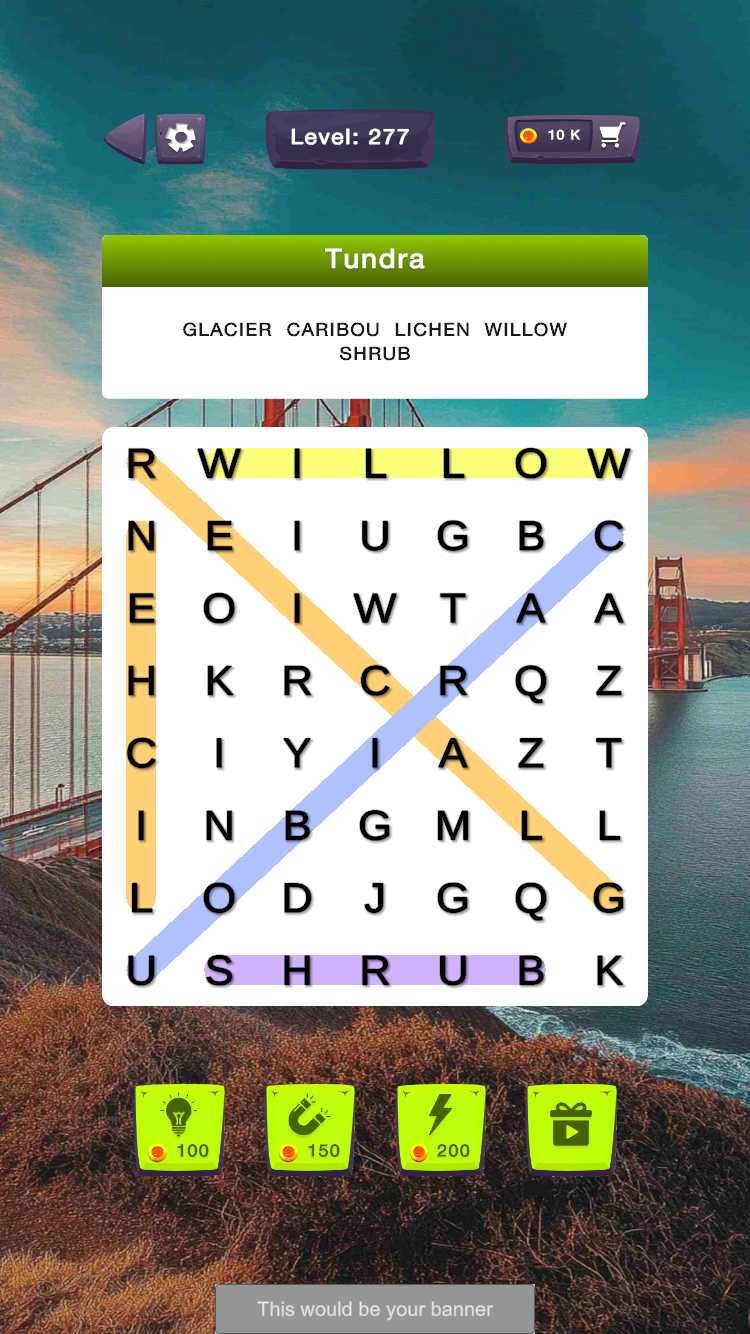 Level: 277
10 K
Tundra
GLACIER CARIBOU LICHEN WILLOW
SHRUB
R W I L L O W
N E I U G B C
E O I W T A A
H K R C R Q Z
C I Y I A Z T
I N B G M L L
L O D J G Q G
U S H R U B K
100 150 200
This would be your banner